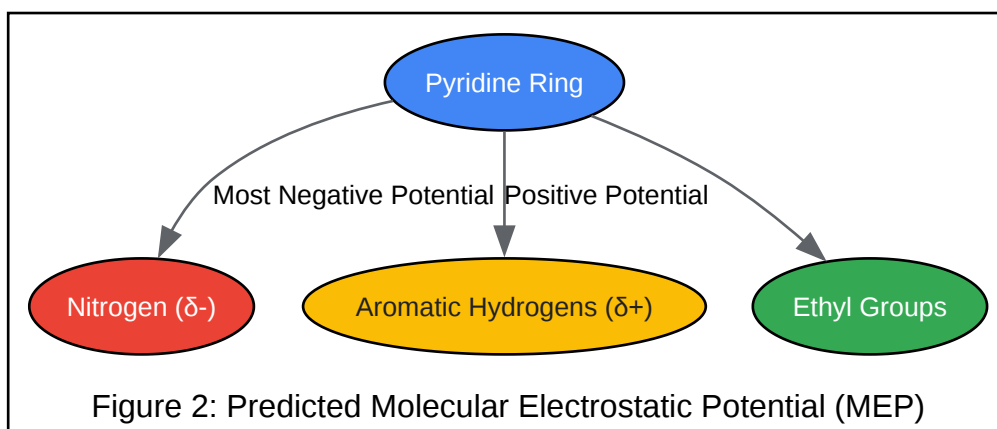 Pyridine Ring
Most Negative Potential
Positive Potential
Nitrogen (δ-)
Aromatic Hydrogens (δ+)
Ethyl Groups
Figure 2: Predicted Molecular Electrostatic Potential (MEP)